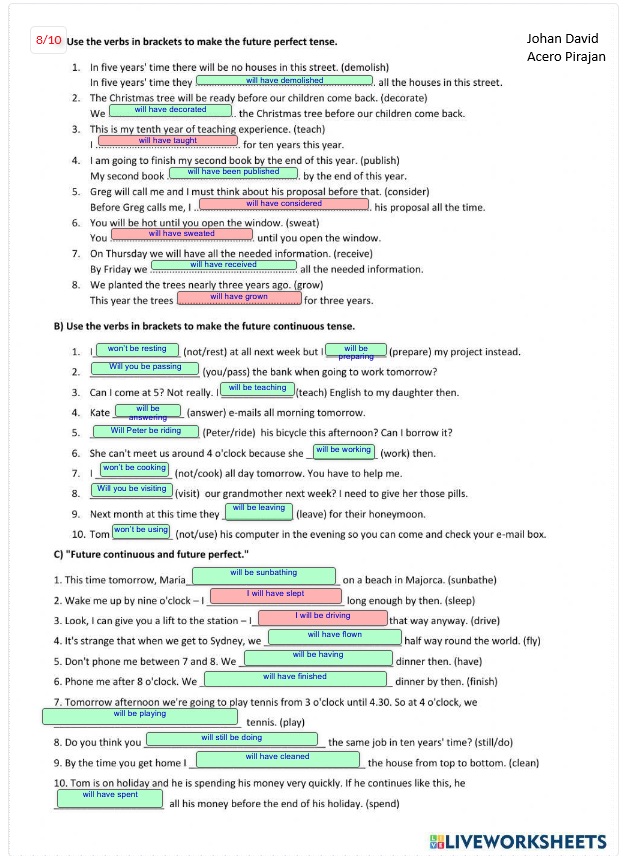 8/10 Use the verbs in brackets to make the future perfect tense.
Johan David
Acero Pirajan
1. In five years' time there will be no houses in this street. (demolish)
In five years' time they will have demolished all the houses in this street.
2. The Christmas tree will be ready before our children come back. (decorate)
We will have decorated the Christmas tree before our children come back.
3. This is my tenth year of teaching experience. (teach)
I will have taught for ten years this year.
4. I am going to finish my second book by the end of this year. (publish)
My second book will have been published by the end of this year.
5. Greg will call me and I must think about his proposal before that. (consider)
Before Greg calls me, I will have considered his proposal all the time.
6. You will be hot until you open the window. (sweat)
You will have sweated until you open the window.
7. On Thursday we will have all the needed information. (receive)
By Friday we will have received all the needed information.
8. We planted the trees nearly three years ago. (grow)
This year the trees will have grown for three years.
B) Use the verbs in brackets to make the future continuous tense.
1. I won't be resting (not/rest) at all next week but I will be preparing (prepare) my project instead.
2. Will you be passing (you/pass) the bank when going to work tomorrow?
3. Can I come at 5? Not really. I will be teaching (teach) English to my daughter then.
4. Kate will be answering (answer) e-mails all morning tomorrow.
5. Will Peter be riding (Peter/ride) his bicycle this afternoon? Can I borrow it?
6. She can't meet us around 4 o'clock because she will be working (work) then.
7. I won't be cooking (not/cook) all day tomorrow. You have to help me.
8. Will you be visiting (visit) our grandmother next week? I need to give her those pills.
9. Next month at this time they will be leaving (leave) for their honeymoon.
10. Tom won't be using (not/use) his computer in the evening so you can come and check your e-mail box.
C) "Future continuous and future perfect."
1. This time tomorrow, Maria will be sunbathing on a beach in Majorca. (sunbathe)
2. Wake me up by nine o'clock – I I will have slept long enough by then. (sleep)
3. Look, I can give you a lift to the station – I I will be driving that way anyway. (drive)
4. It's strange that when we get to Sydney, we will have flown half way round the world. (fly)
5. Don't phone me between 7 and 8. We will be having dinner then. (have)
6. Phone me after 8 o'clock. We will have finished dinner by then. (finish)
7. Tomorrow afternoon we're going to play tennis from 3 o'clock until 4.30. So at 4 o'clock, we
will be playing tennis. (play)
8. Do you think you will still be doing the same job in ten years' time? (still/do)
9. By the time you get home I will have cleaned the house from top to bottom. (clean)
10. Tom is on holiday and he is spending his money very quickly. If he continues like this, he
will have spent all his money before the end of his holiday. (spend)
LIVEWORKSHEETS